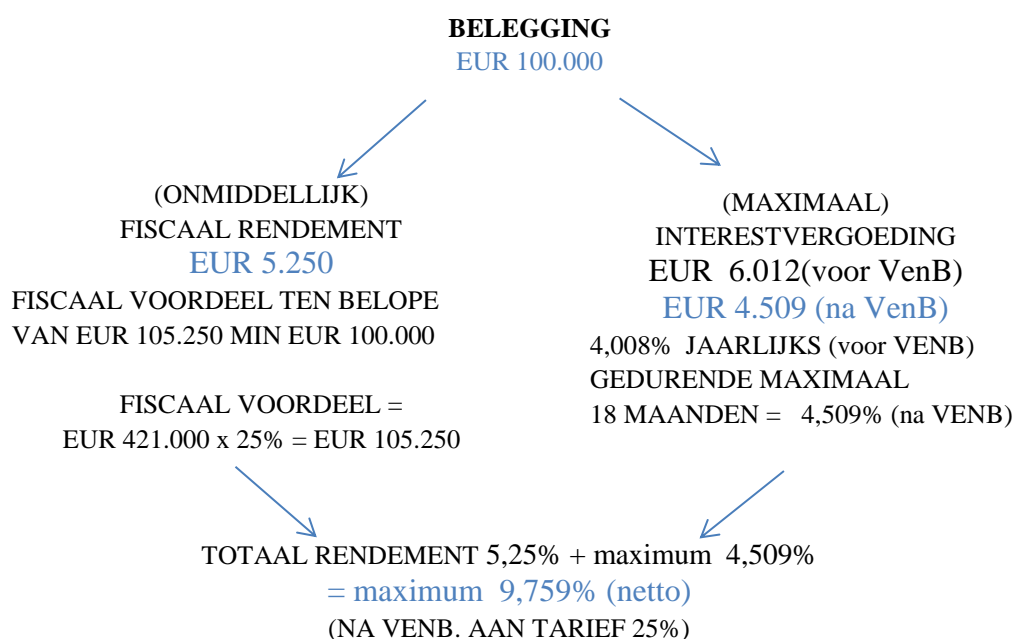 BELEGGING
EUR 100.000
(ONMIDDELLIJK)
FISCAAL RENDEMENT
EUR 5.250
FISCAAL VOORDEEL TEN BELOPE
VAN EUR 105.250 MIN EUR 100.000
FISCAAL VOORDEEL =
EUR 421.000 x 25% = EUR 105.250
(MAXIMAAL)
INTERESTVERGOEDING
EUR 6.012(voor VenB)
EUR 4.509 (na VenB)
4,008% JAARLIJKS (voor VENB)
GEDURENDE MAXIMAAL
18 MAANDEN = 4,509% (na VENB)
TOTAAL RENDEMENT 5,25% + maximum 4,509%
= maximum 9,759% (netto)
(NA VENB. AAN TARIEF 25%)